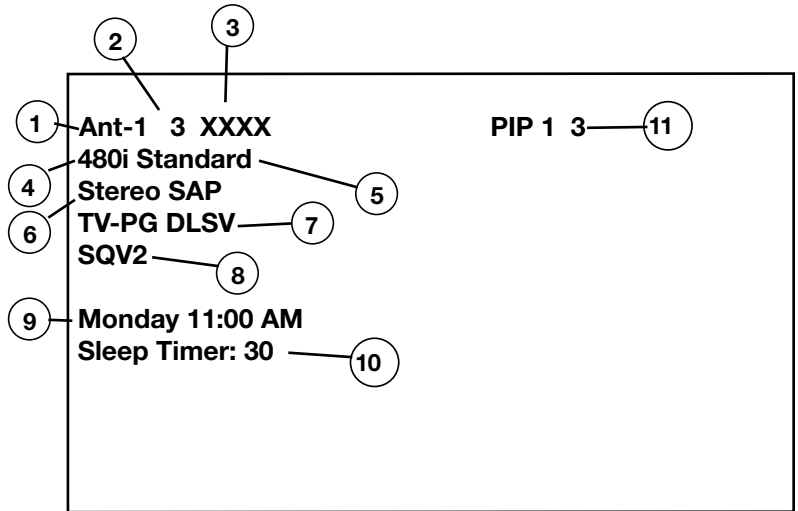 2 3
1 Ant-1 3 XXXX PIP 1 3 11
4 480i Standard 5
6 Stereo SAP
TV-PG DLSV 7
SQV2 8
9 Monday 11:00 AM
Sleep Timer: 30 10